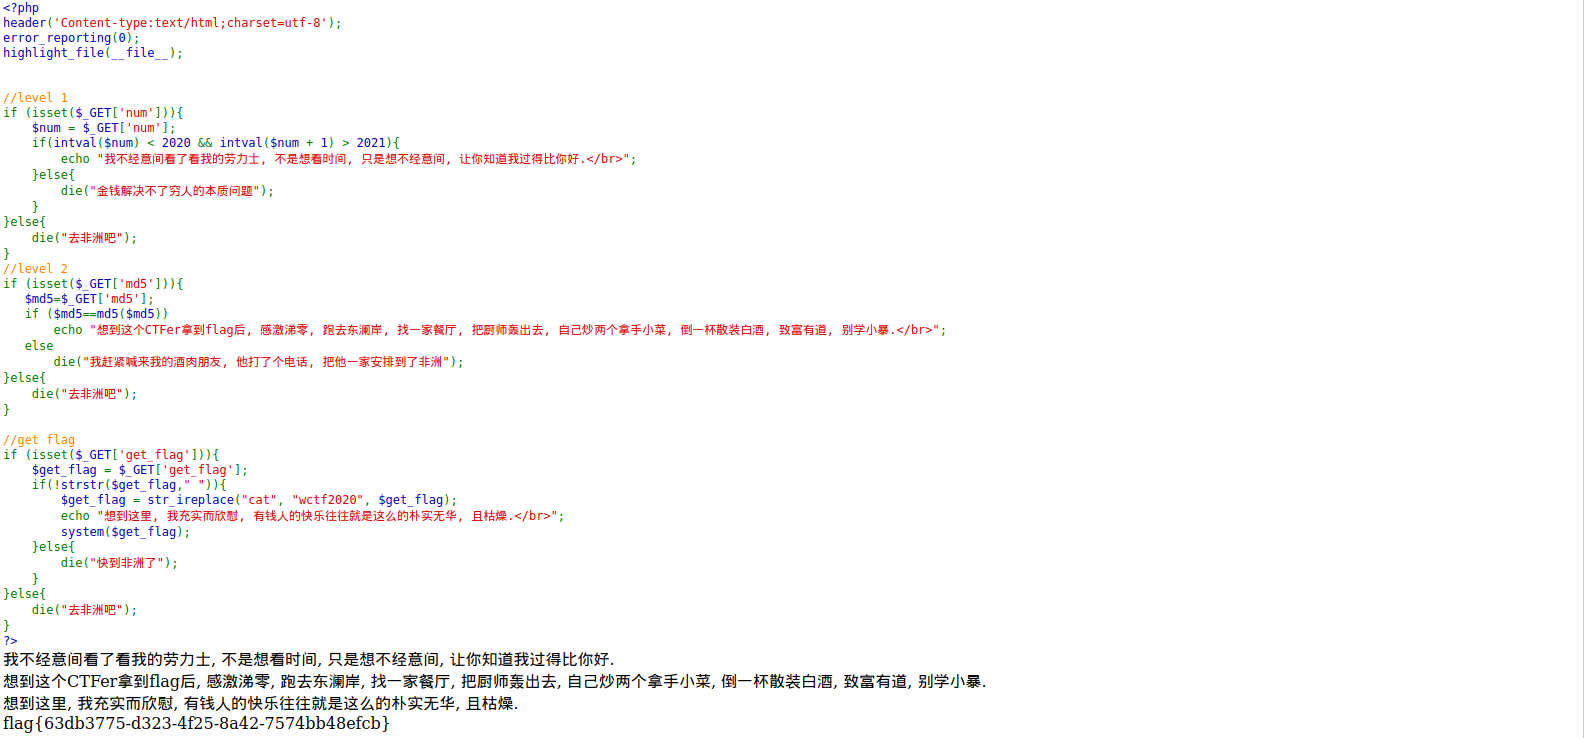 <?php
header('Content-type:text/html;charset=utf-8');
error_reporting(0);
highlight_file(__file__);
//level 1
if (isset($_GET['num'])){
    $num = $_GET['num'];
    if(intval($num) < 2020 && intval($num + 1) > 2021){
        echo "我不经意间看了看我的劳力士, 不是想看时间, 只是想不经意间, 让你知道我过得比你好.</br>";
    }else{
        die("金钱解决不了穷人的本质问题");
    }
}else{
    die("去非洲吧");
}
//level 2
if (isset($_GET['md5'])){
   $md5=$_GET['md5'];
   if ($md5==md5($md5))
       echo "想到这个CTFer拿到flag后, 感激涕零, 跑去东澜岸, 找一家餐厅, 把厨师轰出去, 自己炒两个拿手小菜, 倒一杯散装白酒, 致富有道, 别学小暴.</br>";
   else
       die("我赶紧喊来我的酒肉朋友, 他打了个电话, 把他一家安排到了非洲");
}else{
    die("去非洲吧");
}
//get flag
if (isset($_GET['get_flag'])){
    $get_flag = $_GET['get_flag'];
    if(!strstr($get_flag," ")){
        $get_flag = str_ireplace("cat", "wctf2020", $get_flag);
        echo "想到这里, 我充实而欣慰, 有钱人的快乐往往就是这么的朴实无华, 且枯燥.</br>";
        system($get_flag);
    }else{
        die("快到非洲了");
    }
}else{
    die("去非洲吧");
}
?>
我不经意间看了看我的劳力士, 不是想看时间, 只是想不经意间, 让你知道我过得比你好.
想到这个CTFer拿到flag后, 感激涕零, 跑去东澜岸, 找一家餐厅, 把厨师轰出去, 自己炒两个拿手小菜, 倒一杯散装白酒, 致富有道, 别学小暴.
想到这里, 我充实而欣慰, 有钱人的快乐往往就是这么的朴实无华, 且枯燥.
flag{63db3775-d323-4f25-8a42-7574bb48efcb}